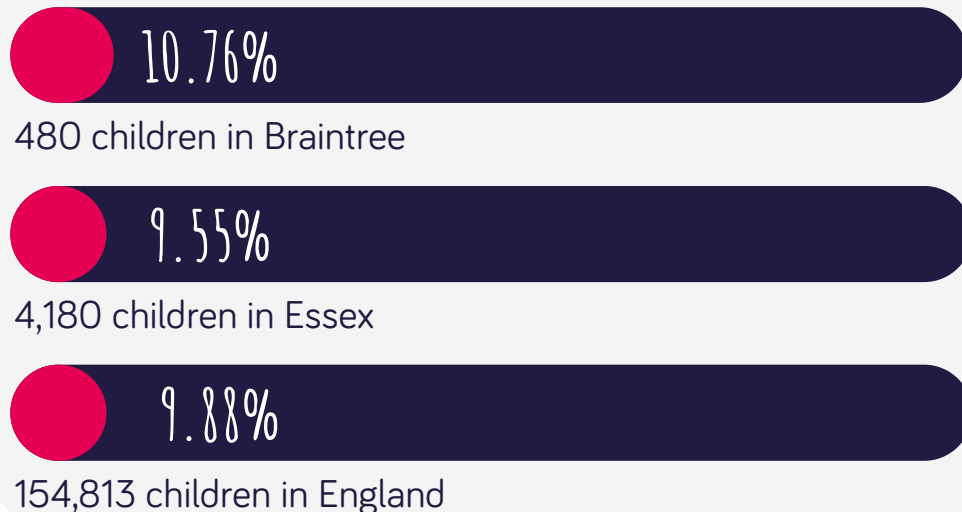 10.76%
480 children in Braintree
9.55%
4,180 children in Essex
9.88%
154,813 children in England